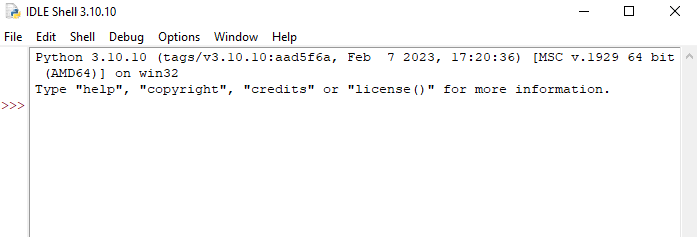 IDLE Shell 3.10.10
File Edit Shell Debug Options Window Help
Python 3.10.10 (tags/v3.10.10:aad5f6a, Feb  7 2023, 17:20:36) [MSC v.1929 64 bit
 (AMD64)] on win32
Type "help", "copyright", "credits" or "license()" for more information.
>>>